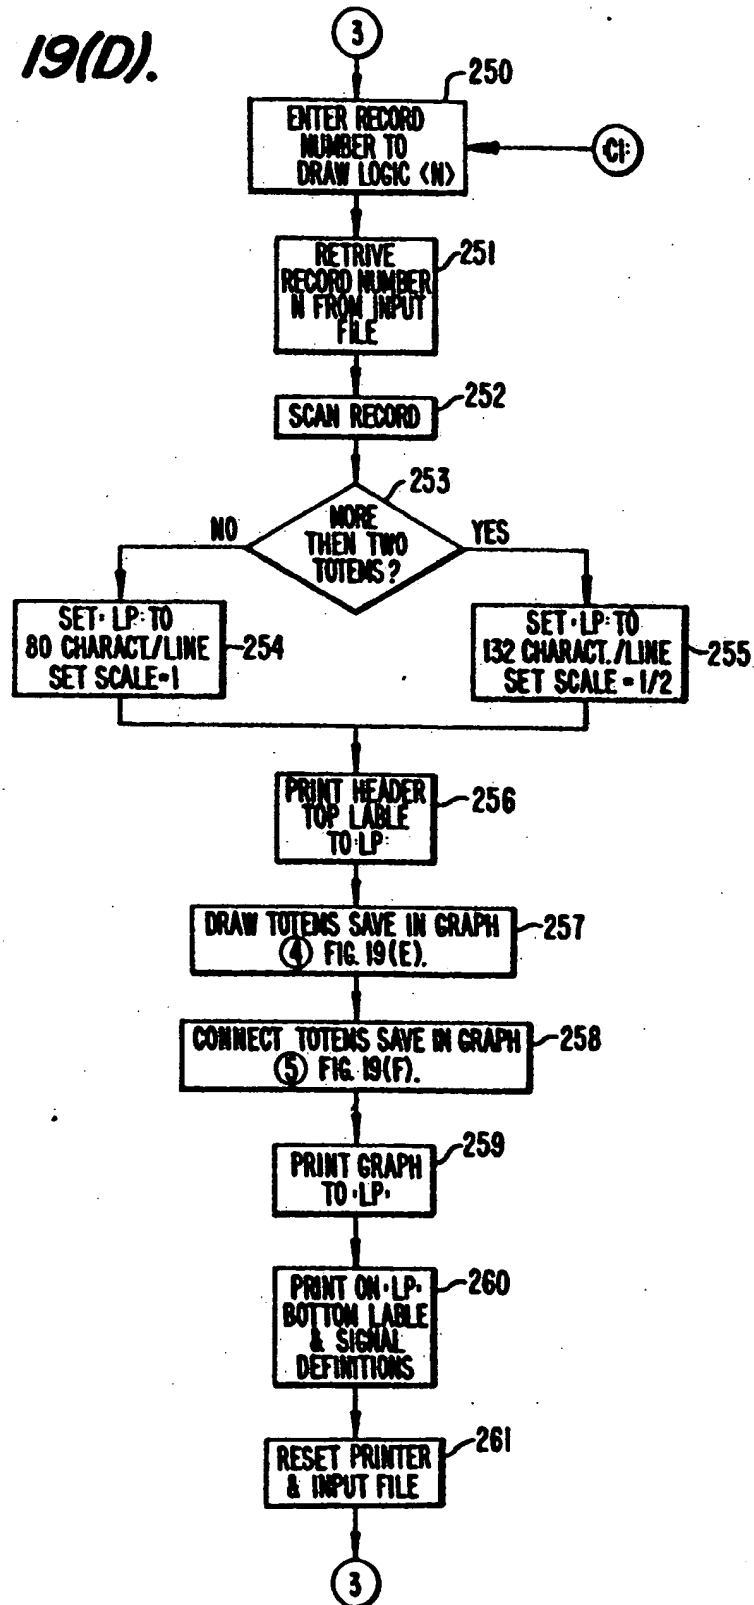 19(D).
3
250
ENTER RECORD
NUMBER TO
DRAW LOGIC <N>
CI:
251
RETRIVE
RECORD NUMBER
N FROM INPUT
FILE
252
SCAN RECORD
253
MORE
THEN TWO
TOTEMS?
NO
YES
SET :LP: TO
80 CHARACT./LINE
SET SCALE=1
254
SET :LP: TO
132 CHARACT./LINE
SET SCALE = 1/2
255
PRINT HEADER
TOP LABLE
TO :LP:
256
DRAW TOTEMS SAVE IN GRAPH
4 FIG. 19(E).
257
CONNECT TOTEMS SAVE IN GRAPH
5 FIG. 19(F).
258
259
PRINT GRAPH
TO :LP:
260
PRINT ON :LP:
BOTTOM LABLE
& SIGNAL
DEFINITIONS
261
RESET PRINTER
& INPUT FILE
3